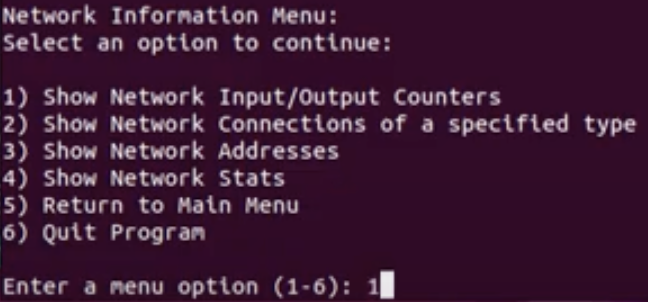 Network Information Menu:
Select an option to continue:
1) Show Network Input/Output Counters
2) Show Network Connections of a specified type
3) Show Network Addresses
4) Show Network Stats
5) Return to Main Menu
6) Quit Program
Enter a menu option (1-6): 1